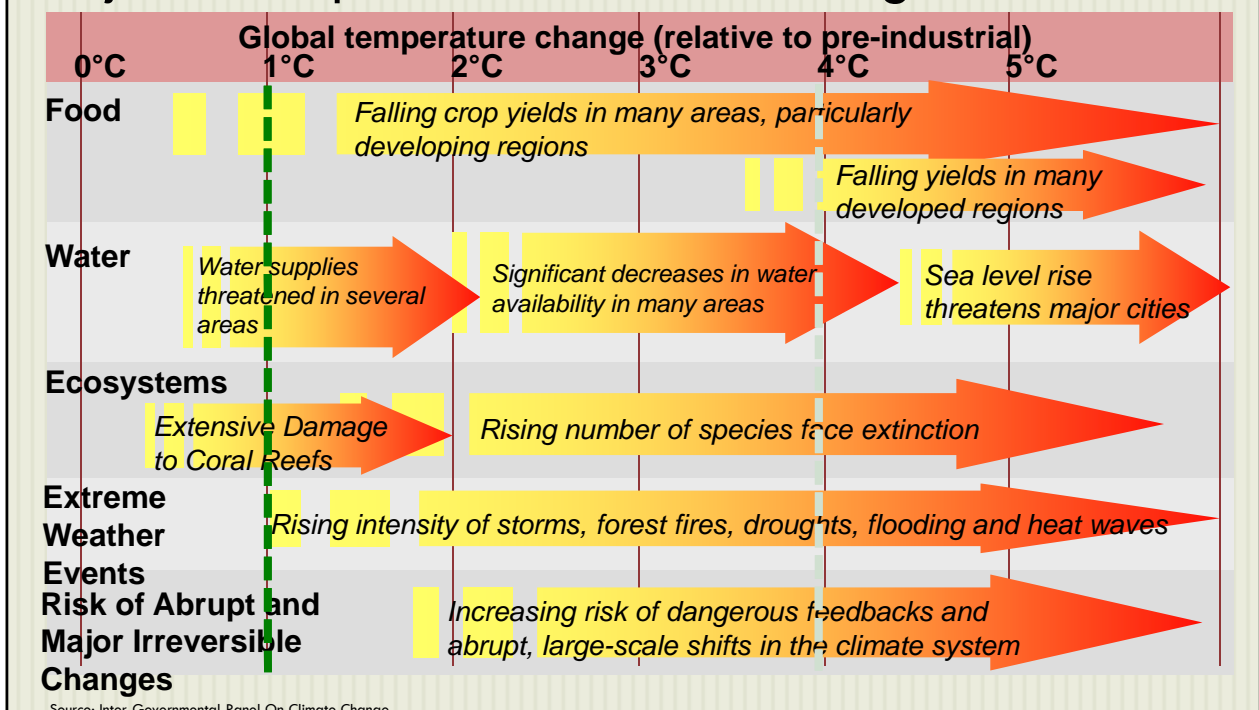 Global temperature change (relative to pre-industrial)
0°C 1°C 2°C 3°C 4°C 5°C
Food
Falling crop yields in many areas, particularly
developing regions
Falling yields in many
developed regions
Water
Water supplies
threatened in several
areas
Significant decreases in water
availability in many areas
Sea level rise
threatens major cities
Ecosystems
Extensive Damage
to Coral Reefs
Rising number of species face extinction
Extreme
Weather
Events
Rising intensity of storms, forest fires, droughts, flooding and heat waves
Risk of Abrupt and
Major Irreversible
Changes
Increasing risk of dangerous feedbacks and
abrupt, large-scale shifts in the climate system
Source: Inter-Governmental Panel On Climate Change